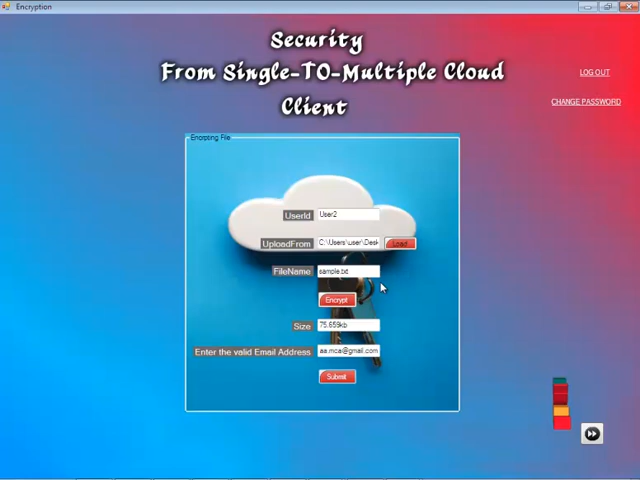 Encryption
Security
From Single-TO-Multiple Cloud
Client
LOG OUT
CHANGE PASSWORD
Encrpting File
UserId User2
UploadFrom C:\Users\user\Desk Load
FileName sample.txt
Encrypt
Size 75.659kb
Enter the valid Email Address aa.mca@gmail.com
Submit